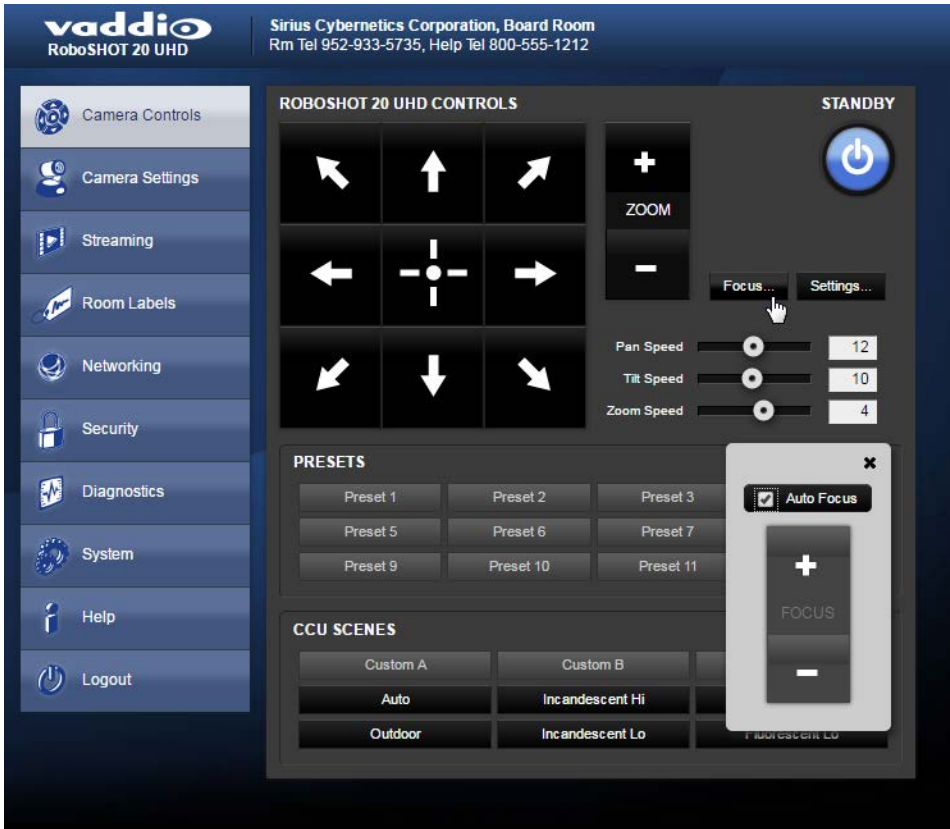 vaddio
RoboSHOT 20 UHD
Sirius Cybernetics Corporation, Board Room
Rm Tel 952-933-5735, Help Tel 800-555-1212
Camera Controls
Camera Settings
Streaming
Room Labels
Networking
Security
Diagnostics
System
Help
Logout
ROBOSHOT 20 UHD CONTROLS
STANDBY
+
ZOOM
-
Focus...
Settings...
Pan Speed 12
Tilt Speed 10
Zoom Speed 4
PRESETS
Preset 1 Preset 2 Preset 3
Preset 5 Preset 6 Preset 7
Preset 9 Preset 10 Preset 11
Auto Focus
+
FOCUS
-
CCU SCENES
Custom A Custom B
Auto Incandescent Hi
Outdoor Incandescent Lo Fluorescent Lo